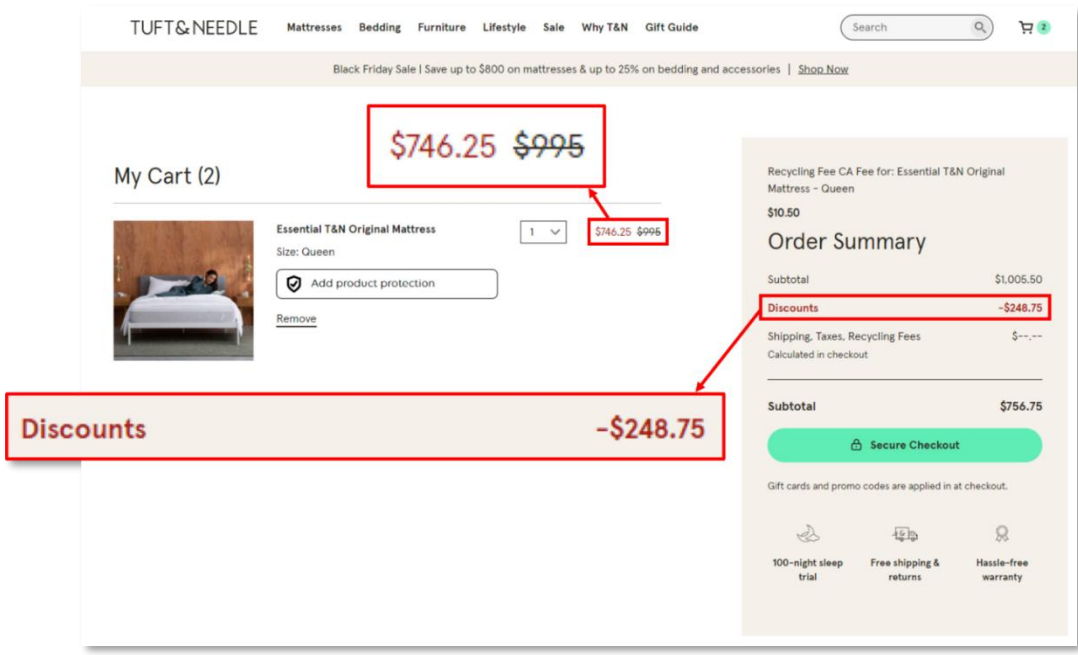 TUFT&NEEDLE Mattresses Bedding Furniture Lifestyle Sale Why T&N Gift Guide Search 2
Black Friday Sale | Save up to $800 on mattresses & up to 25% on bedding and accessories | Shop Now
$746.25 $995
My Cart (2)
Essential T&N Original Mattress 1 $746.25 $995
Size: Queen
Add product protection
Remove
Discounts -$248.75
Recycling Fee CA Fee for: Essential T&N Original
Mattress - Queen
$10.50
Order Summary
Subtotal $1,005.50
Discounts -$248.75
Shipping, Taxes, Recycling Fees $--.--
Calculated in checkout
Subtotal $756.75
Secure Checkout
Gift cards and promo codes are applied in at checkout.
100-night sleep
trial
Free shipping &
returns
Hassle-free
warranty